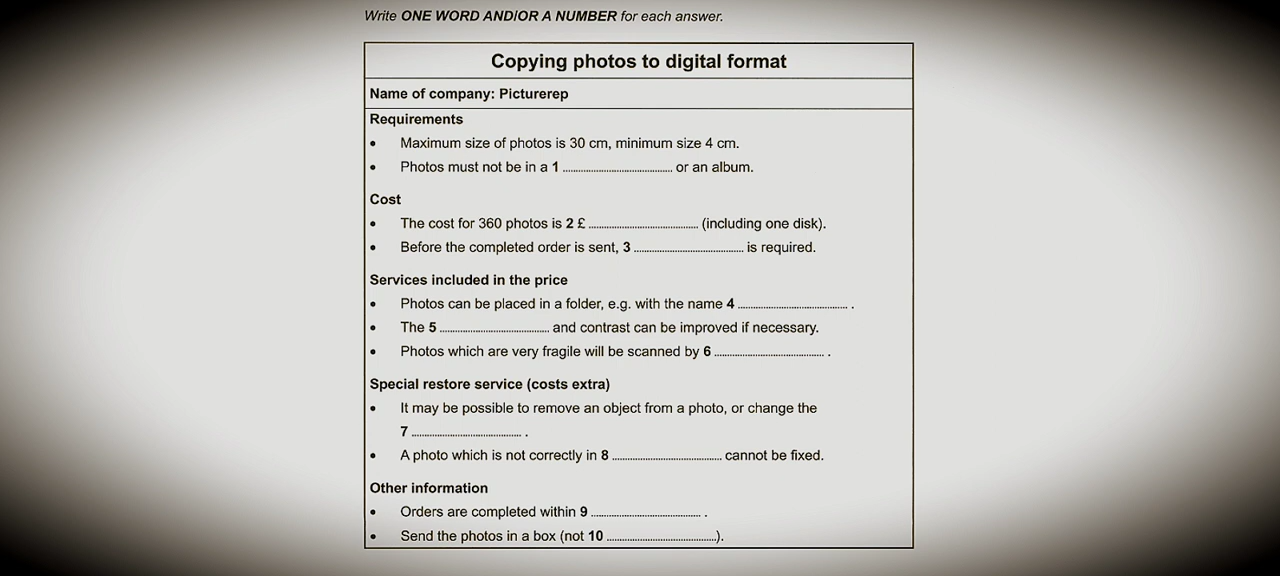 Write ONE WORD AND/OR A NUMBER for each answer.
Copying photos to digital format
Name of company: Picturerep
Requirements
• Maximum size of photos is 30 cm, minimum size 4 cm.
• Photos must not be in a 1 ........................................ or an album.
Cost
• The cost for 360 photos is 2 £ ........................................ (including one disk).
• Before the completed order is sent, 3 ........................................ is required.
Services included in the price
• Photos can be placed in a folder, e.g. with the name 4 ........................................ .
• The 5 ........................................ and contrast can be improved if necessary.
• Photos which are very fragile will be scanned by 6 ........................................ .
Special restore service (costs extra)
• It may be possible to remove an object from a photo, or change the
7 ........................................ .
• A photo which is not correctly in 8 ........................................ cannot be fixed.
Other information
• Orders are completed within 9 ........................................ .
• Send the photos in a box (not 10 ........................................).